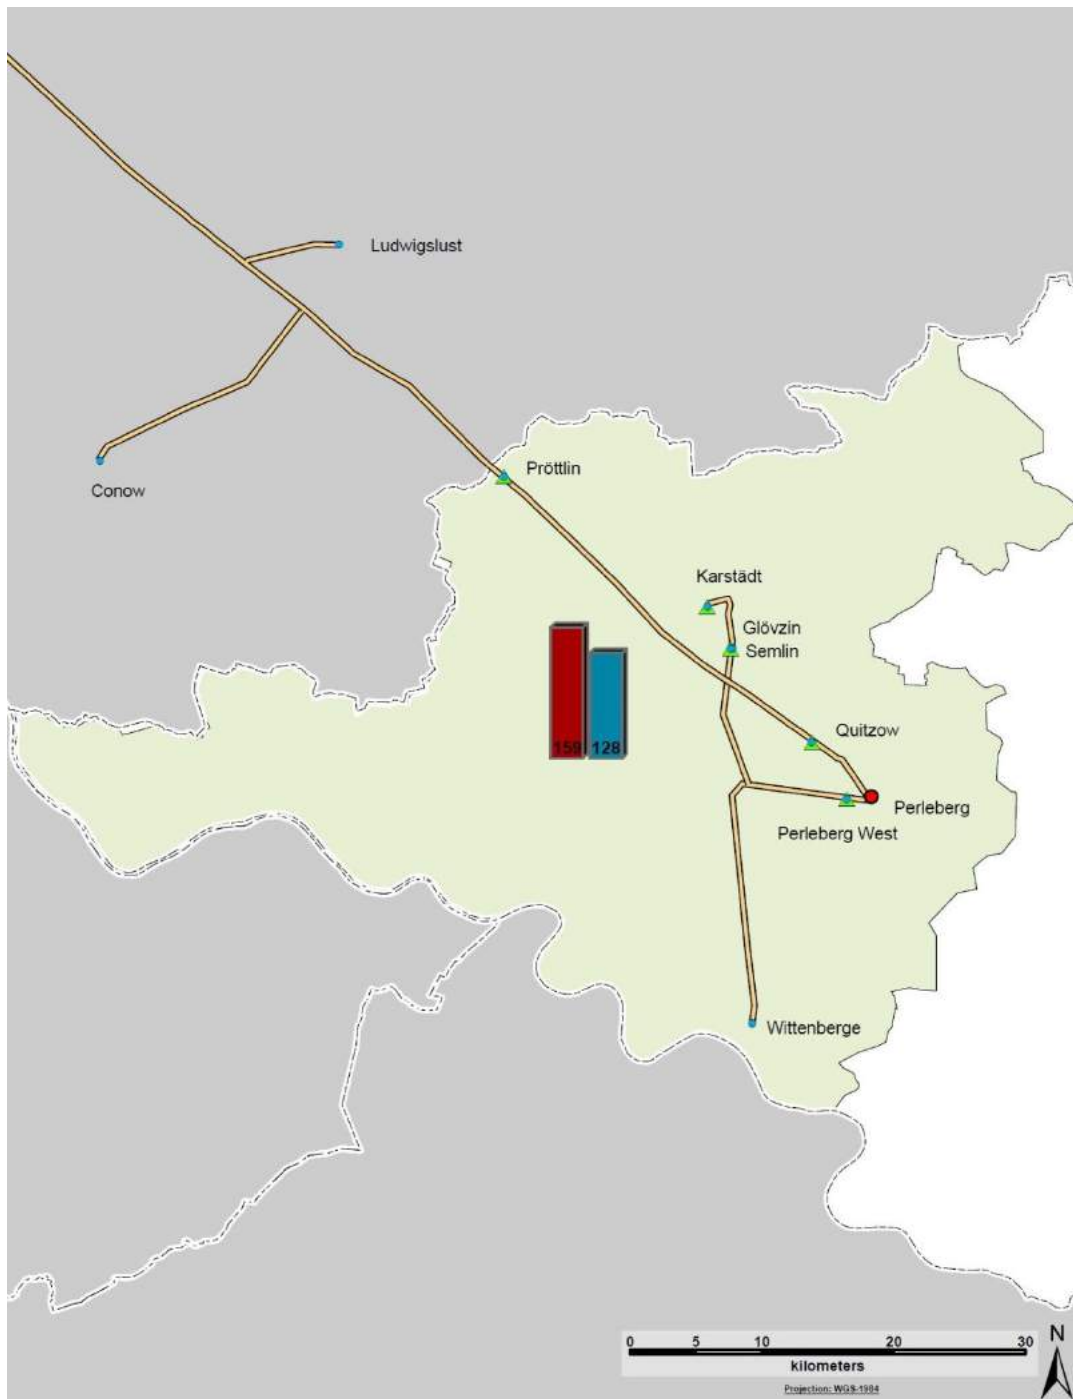 Ludwigslust
Pröttlin
Conow
Karstädt
Glövzin
Semlin
Quitzow
159 128
Perleberg
Perleberg West
Wittenberge
N
0 5 10 20 30
kilometers
Projection: WGS-1984